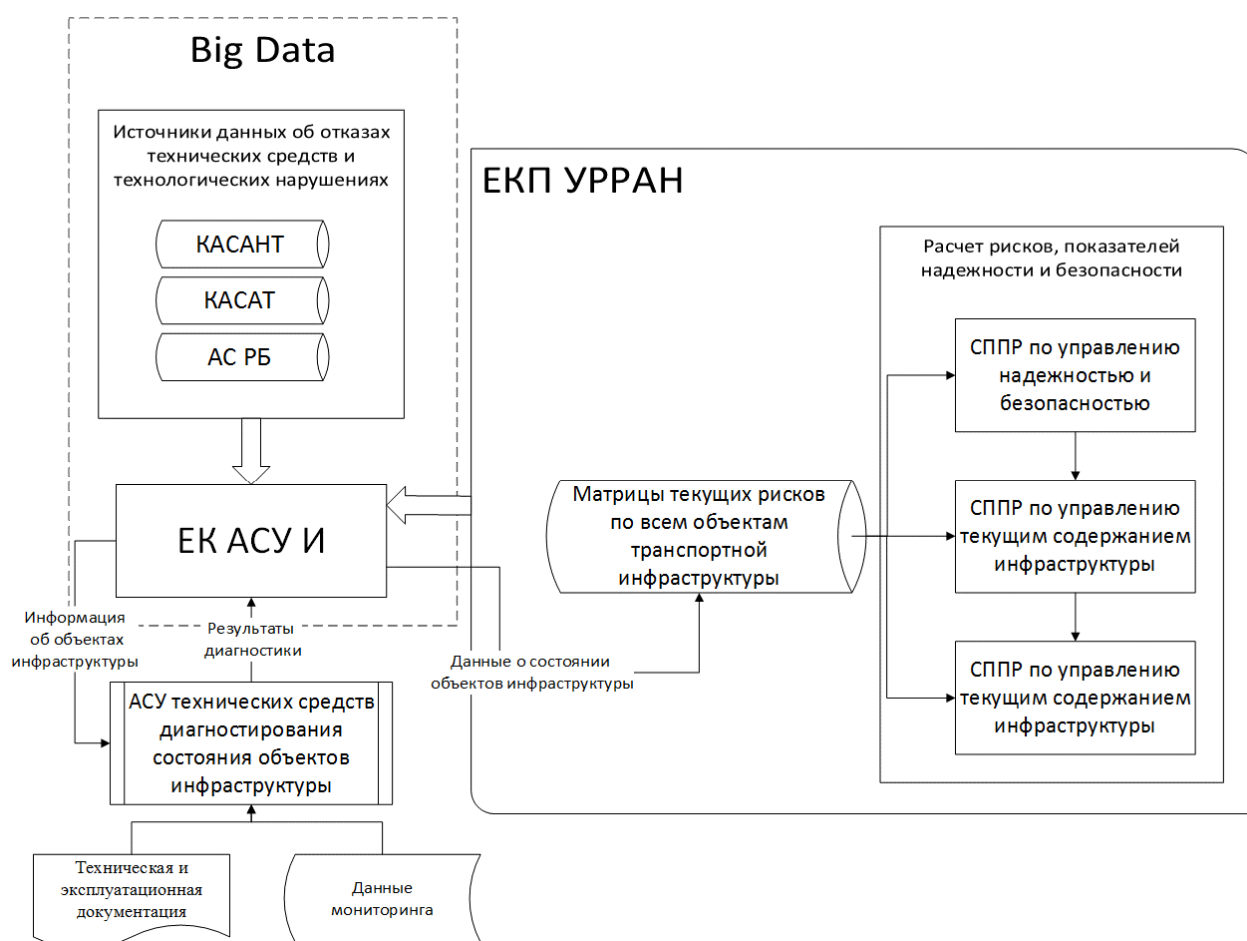 Big Data
Источники данных об отказах
технических средств и
технологических нарушениях
КАСАНТ
КАСАТ
АС РБ
ЕК АСУ И
Информация
об объектах
инфраструктуры
Результаты
диагностики
АСУ технических средств
диагностирования
состояния объектов
инфраструктуры
Техническая и
эксплуатационная
документация
Данные
мониторинга
Данные о состоянии
объектов инфраструктуры
ЕКП УРРАН
Матрицы текущих рисков
по всем объектам
транспортной
инфраструктуры
Расчет рисков, показателей
надежности и безопасности
СППР по управлению
надежностью и
безопасностью
СППР по управлению
текущим содержанием
инфраструктуры
СППР по управлению
текущим содержанием
инфраструктуры